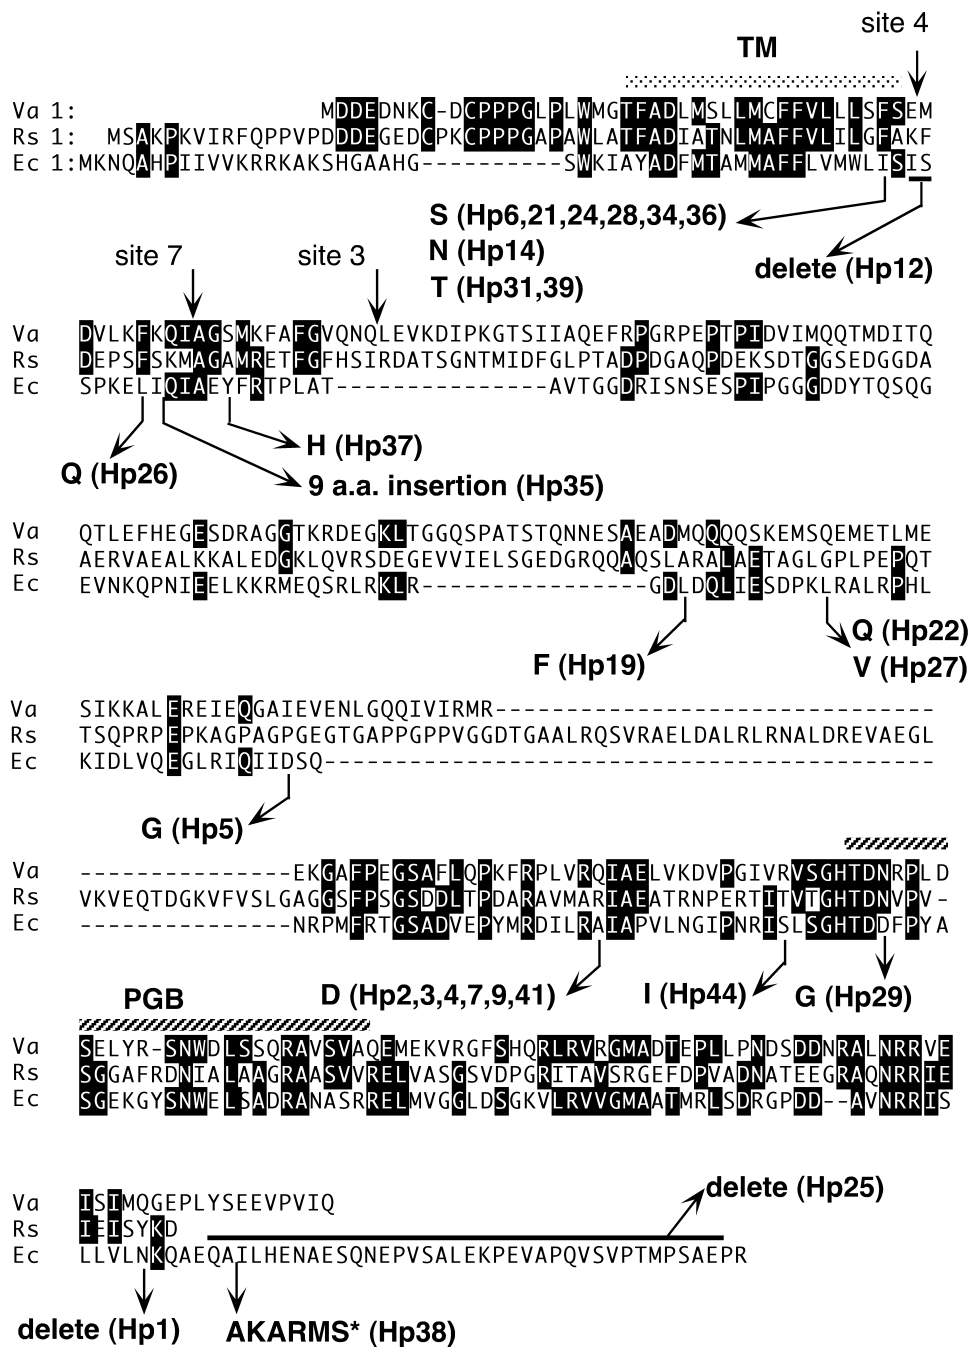 site 4
TM
Va 1: MDDEDNKC-DCPPPGLPLWMGTFADLMSLLMCFFVLLLSFSEM
Rs 1: MSAKPKVIRFQPPVPDDDEGEDCPKCPPPGAPAWLATFADIATNLMAFFVLILGFAKF
Ec 1:MKNQAHPIIVVKRRKAKSHGAAHG----------SWKIAYADFMTAMMAFFLVMWLISIS
S (Hp6,21,24,28,34,36)
N (Hp14)
T (Hp31,39)
delete (Hp12)
site 7 site 3
Va DVLKFKQIAGSMKFAFGVQNQLEVKDIPKGTSIIAQEFRPGRPEPTPIDVIMQQTMDITQ
Rs DEPSFSKMAGAMRETFGFHSIRDATSGNTMIDFGLPTADPDGAQPDEKSDTGGSEDGGDA
Ec SPKELIQIAEYFRTPLAT---------------AVTGGDRISNSESPIPGGGDDYTQSQG
Q (Hp26)
H (Hp37)
9 a.a. insertion (Hp35)
Va QTLEFHEGESDRAGGTKRDEGKLTGGQSPATSTQNNESAEADMQQQQSKEMSQEMETLME
Rs AERVAEALKKALEDGKLQVRSDEGEVVIELSGEDGRQQAQSLARALAETAGLGPLPEPQT
Ec EVNKQPNIEELKKRMEQSRLRKLR----------------GDLDQLIESDPKLRALRPHL
F (Hp19)
Q (Hp22)
V (Hp27)
Va SIKKALEREIEQGAIEVENLGQQIVIRMR-------------------------------
Rs TSQPRPEPKAGPAGPGEGTGAPPGPPVGGDTGALRQSVRAELDALRLRNALDREVAEGL
Ec KIDLVQEGLRIQIIDSQ-------------------------------------------
G (Hp5)
Va ---------------EKGAFPEGSAFLQPKFRPLVRQIAELVKDVPGIVRVSGHTDNRPLD
Rs VKVEQTDGKVFVSLGAGGSFPSGSDDLTPDARAVMARIAEATRNPERTITVTGHTDNVPV-
Ec ---------------NRPMFRTGSADVEPYMRDILRAIAPVLNGIPNRISLSGHTDDFPYA
D (Hp2,3,4,7,9,41)
I (Hp44)
G (Hp29)
PGB
Va SELYR-SNWDLSSQRAVSVAQEMEKVRGFSHQRLRVRGMADTEPLLPNDSDDNRALNRRVE
Rs SGGAFRDNIALAAGRAASVVRELVASGSVDPGRITAVSRGEFDPVADNATEEGRAQNRRIE
Ec SGEKGYSNWELSADRANASRRELMVGGLDSGKVLRVVGMAATMRLSDRGPDD--AVNRRIS
delete (Hp25)
Va ISIMQGEPLYSEEVPVIQ
Rs IEISYKD
Ec LLVLNKQAEQAILHENAESQNEPVSALEKPEVAPQVSVPTMPSAEPR
delete (Hp1)
AKARMS* (Hp38)